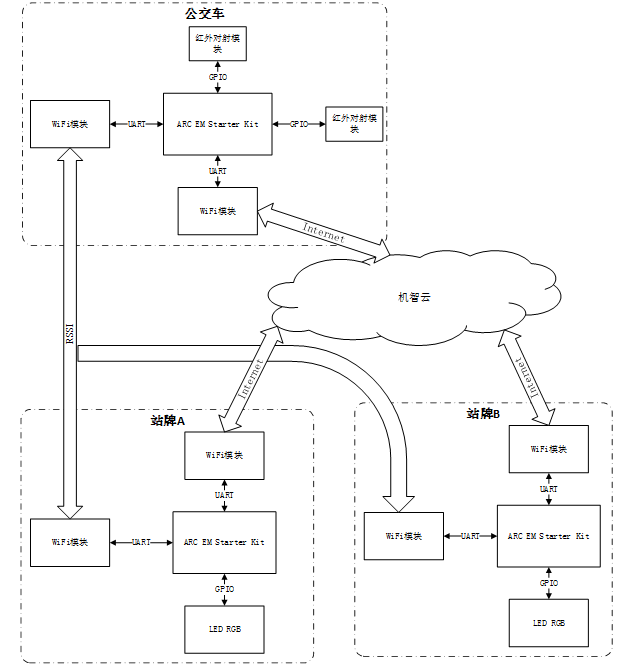 公交车
红外对射模
块
GPIO
WiFi模块
UART
ARC EM Starter Kit
GPIO
红外对射模
块
UART
WiFi模块
Internet
机智云
RSSI
Internet
Internet
站牌A
WiFi模块
UART
WiFi模块
UART
ARC EM Starter Kit
GPIO
LED RGB
站牌B
WiFi模块
UART
WiFi模块
UART
ARC EM Starter Kit
GPIO
LED RGB